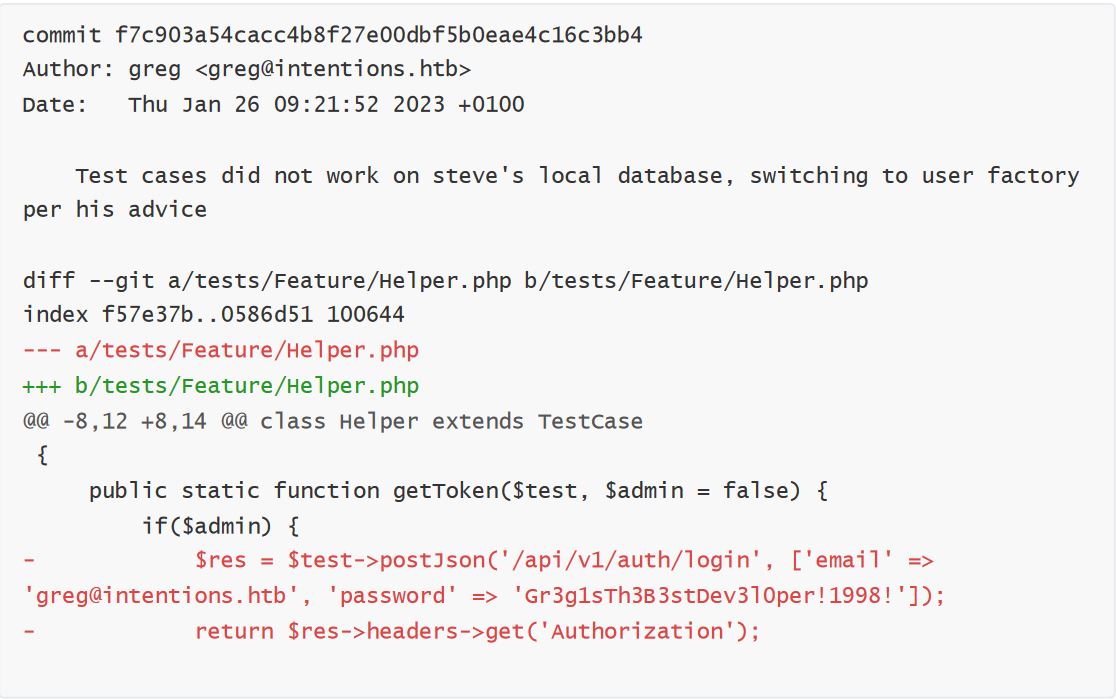 commit f7c903a54cacc4b8f27e00dbf5b0eae4c16c3bb4
Author: greg <greg@intentions.htb>
Date:   Thu Jan 26 09:21:52 2023 +0100

    Test cases did not work on steve's local database, switching to user factory
per his advice

diff --git a/tests/Feature/Helper.php b/tests/Feature/Helper.php
index f57e37b..0586d51 100644
--- a/tests/Feature/Helper.php
+++ b/tests/Feature/Helper.php
@@ -8,12 +8,14 @@ class Helper extends TestCase
 {
     public static function getToken($test, $admin = false) {
         if($admin) {
-            $res = $test->postJson('/api/v1/auth/login', ['email' =>
'greg@intentions.htb', 'password' => 'Gr3g1sTh3B3stDev3l0per!1998!']);
-            return $res->headers->get('Authorization');